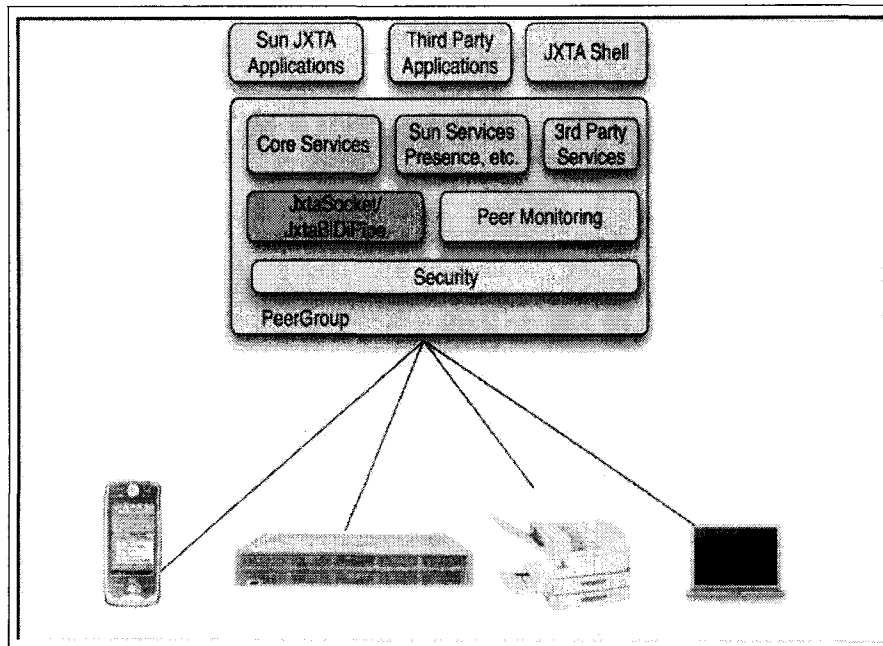 Sun JXTA
Applications
Third Party
Applications
JXTA Shell
Core Services
Sun Services
Presence, etc.
3rd Party
Services
JxtaSocket/
JxtaBiDiPipe
Peer Monitoring
Security
PeerGroup